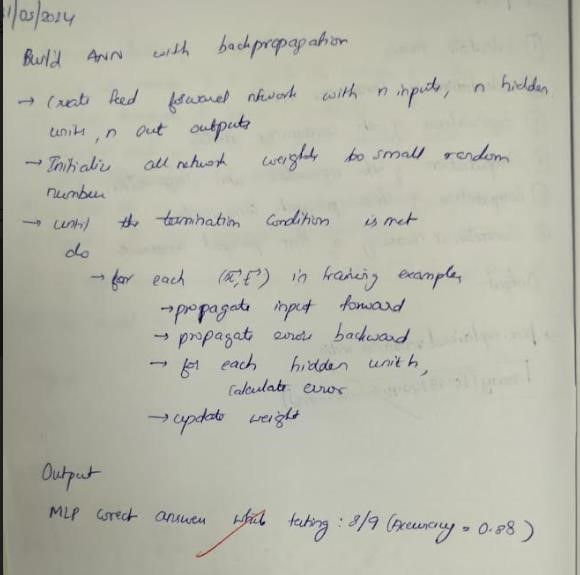 31/05/2024
Build ANN with backpropagation
→ Create feed forward network with n inputs, n hidden
units, n out outputs
→ Initialize all network weights to small random
number
→ until the termination condition is met
do
→ for each (x⃗, t⃗) in training examples
→ propagate input forward
→ propagate errors backward
→ for each hidden unit h,
calculate error
→ update weight
Output
MLP correct answer while testing : 8/9 (Accuracy = 0.88)